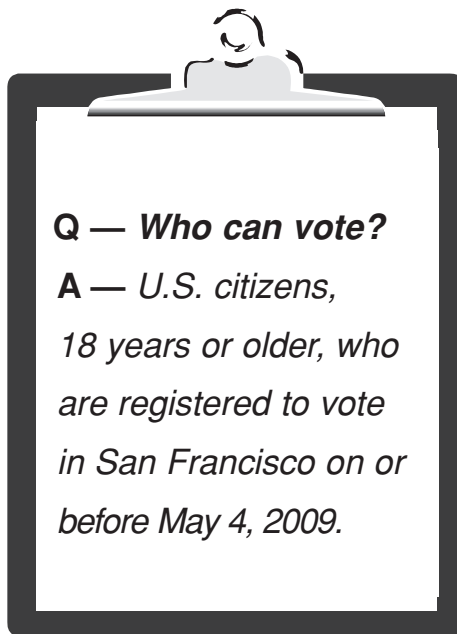 Q — Who can vote?
A — U.S. citizens,
18 years or older, who
are registered to vote
in San Francisco on or
before May 4, 2009.